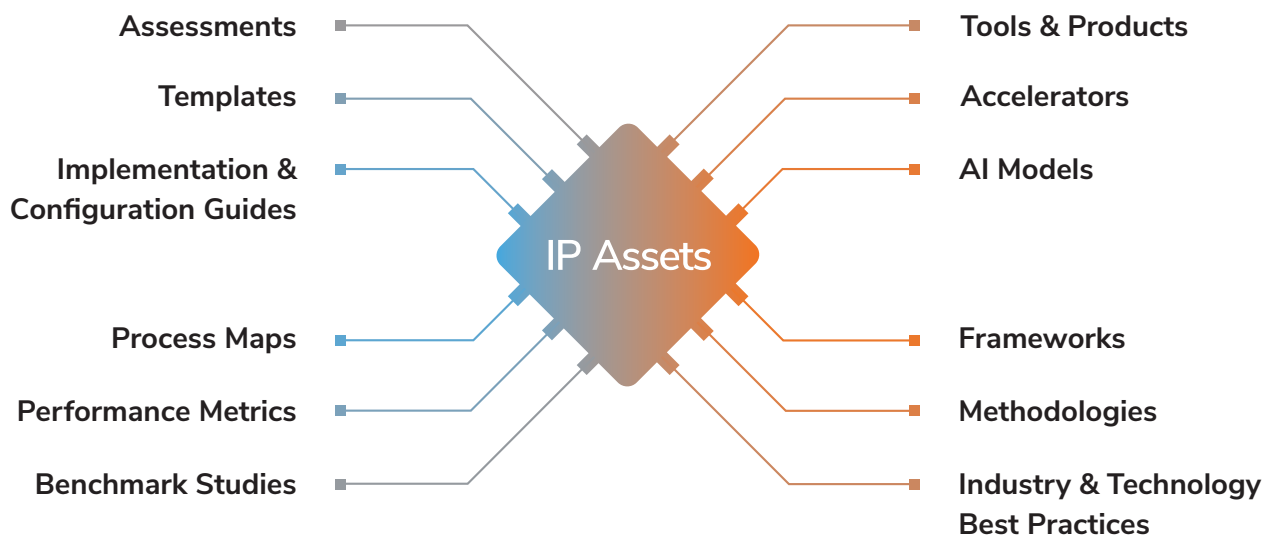 Assessments
Templates
Implementation &
Configuration Guides
Process Maps
Performance Metrics
Benchmark Studies
IP Assets
Tools & Products
Accelerators
AI Models
Frameworks
Methodologies
Industry & Technology
Best Practices